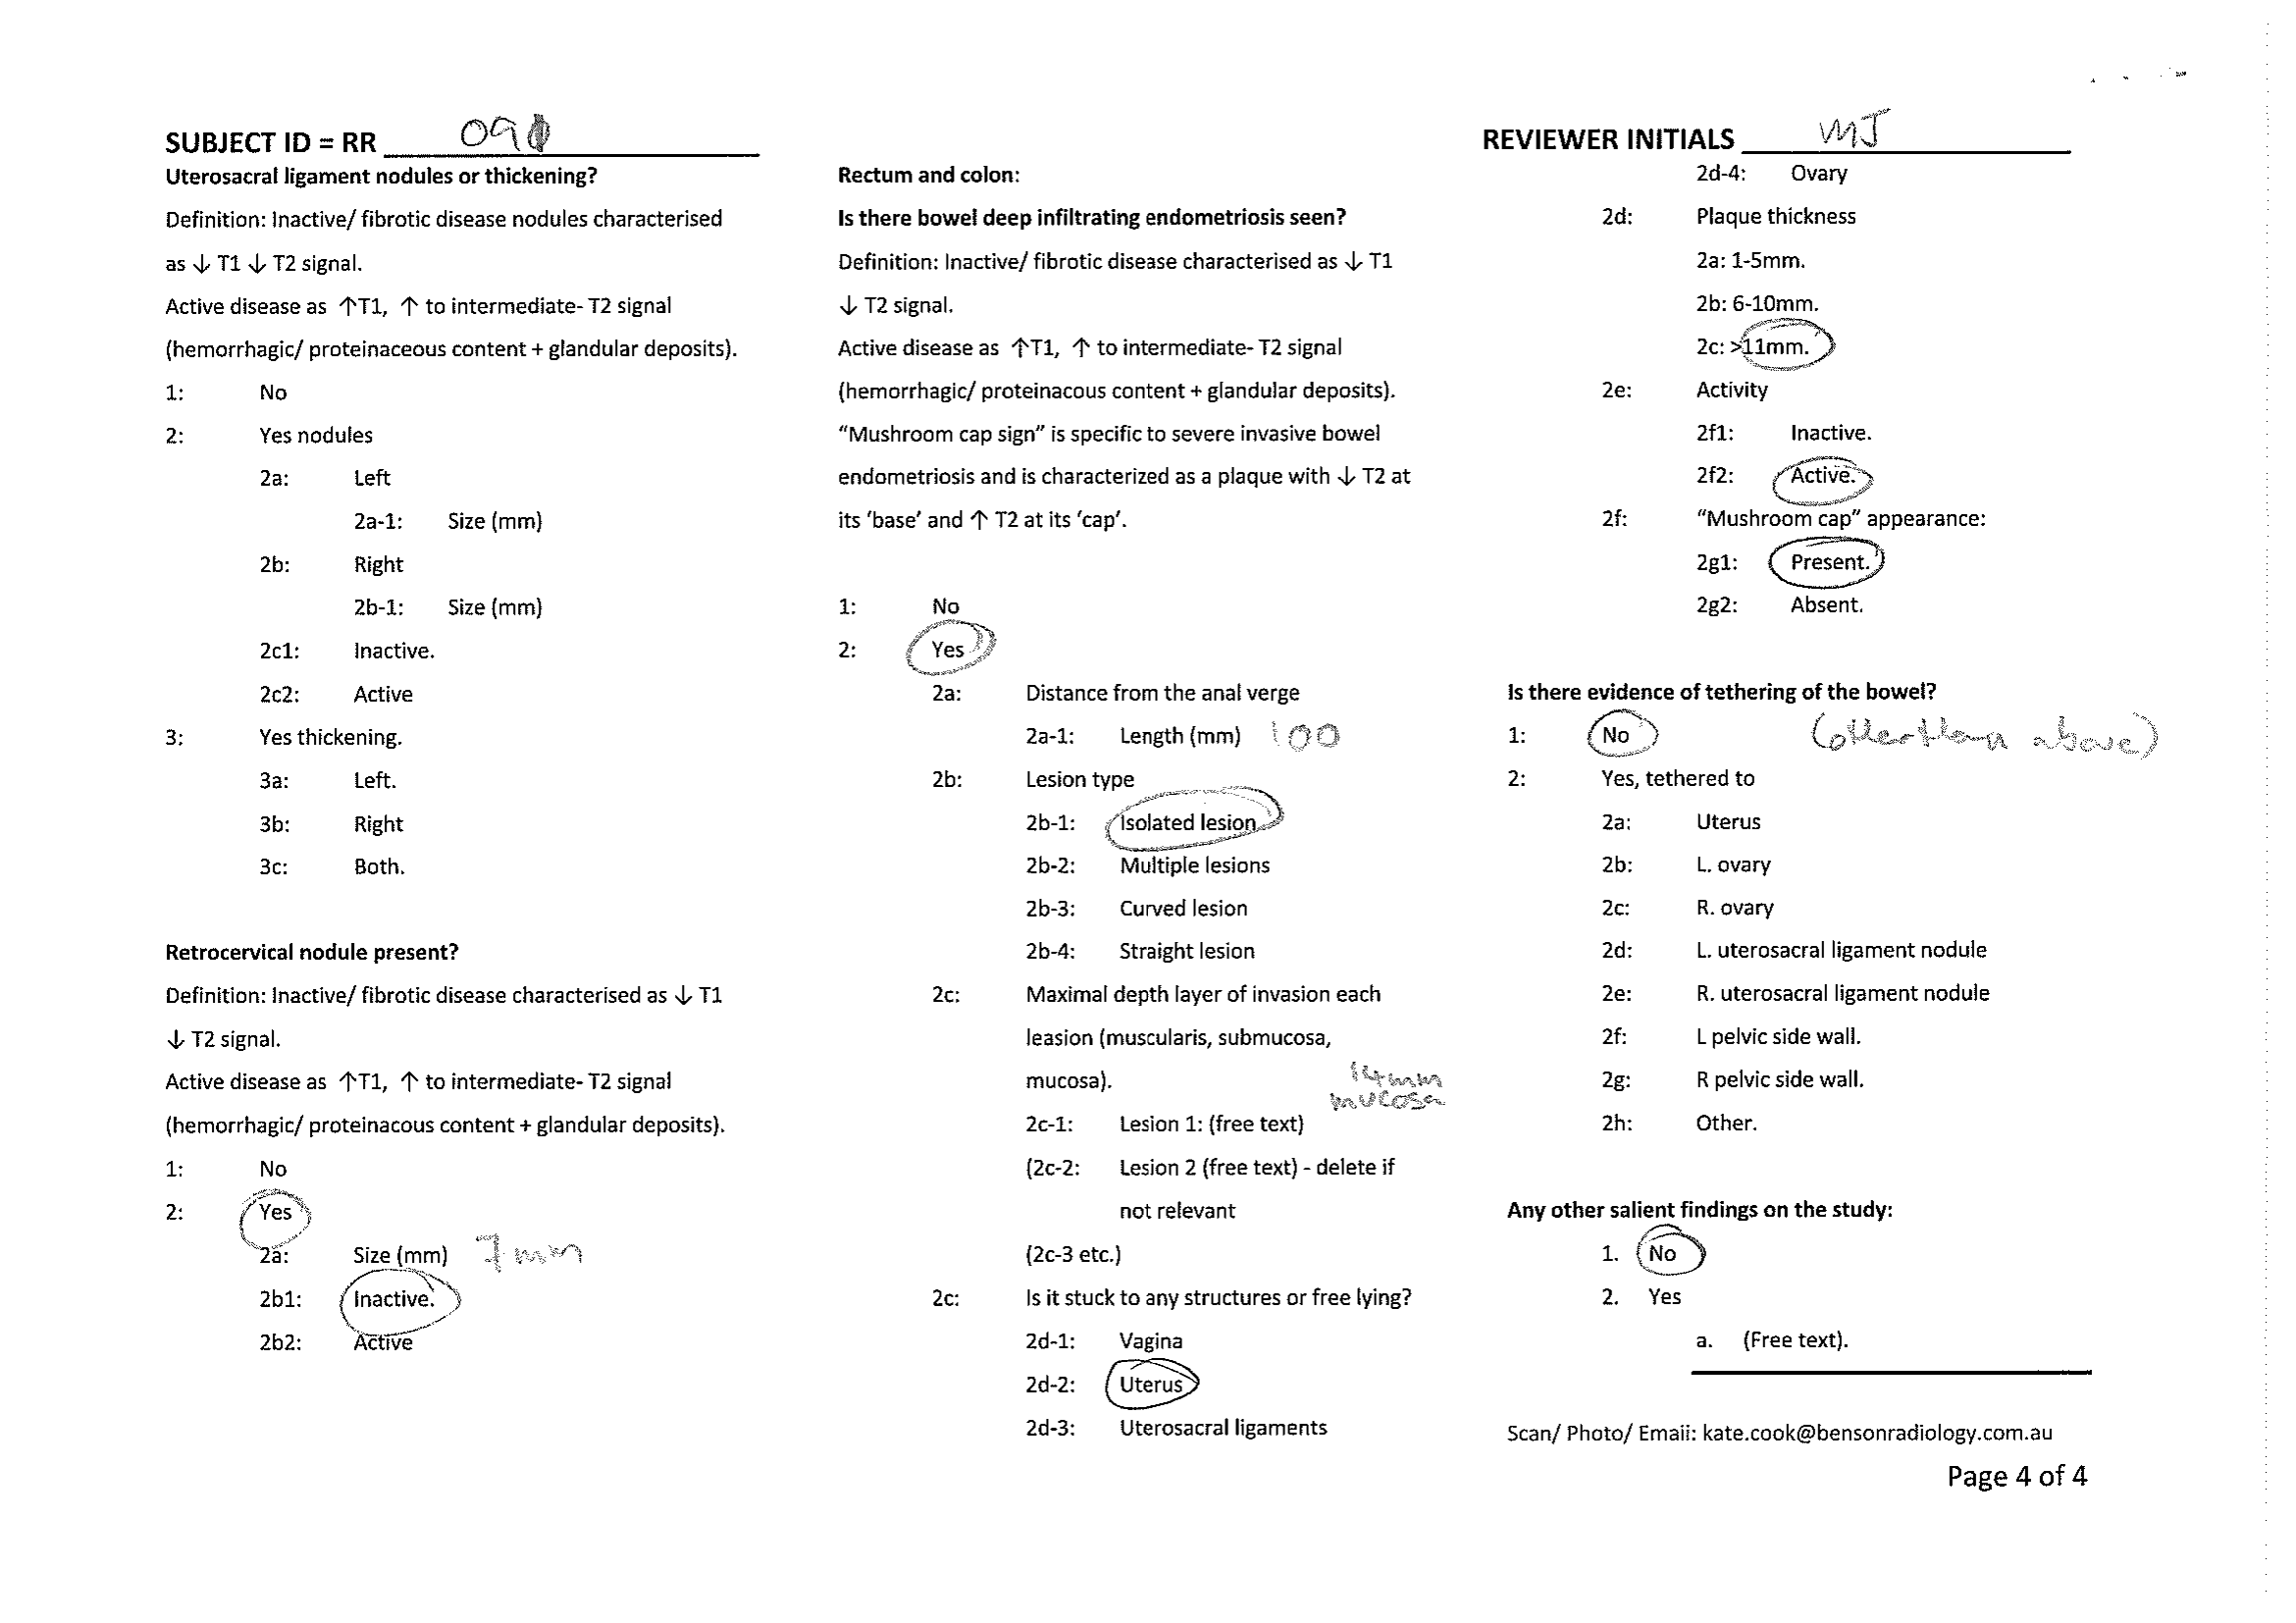 SUBJECT ID = RR 091
Uterosacral ligament nodules or thickening?
Definition: Inactive/ fibrotic disease nodules characterised
as ↓ T1 ↓ T2 signal.
Active disease as ↑T1, ↑ to intermediate- T2 signal
(hemorrhagic/ proteinaceous content + glandular deposits).
1: No
2: Yes nodules
2a: Left
2a-1: Size (mm)
2b: Right
2b-1: Size (mm)
2c1: Inactive.
2c2: Active
3: Yes thickening.
3a: Left.
3b: Right
3c: Both.
Retrocervical nodule present?
Definition: Inactive/ fibrotic disease characterised as ↓ T1
↓ T2 signal.
Active disease as ↑T1, ↑ to intermediate- T2 signal
(hemorrhagic/ proteinacous content + glandular deposits).
1: No
2: Yes
2a: Size (mm) 7mm
2b1: Inactive.
2b2: Active
Rectum and colon:
Is there bowel deep infiltrating endometriosis seen?
Definition: Inactive/ fibrotic disease characterised as ↓ T1
↓ T2 signal.
Active disease as ↑T1, ↑ to intermediate- T2 signal
(hemorrhagic/ proteinacous content + glandular deposits).
“Mushroom cap sign” is specific to severe invasive bowel
endometriosis and is characterized as a plaque with ↓ T2 at
its ‘base’ and ↑ T2 at its ‘cap’.
1: No
2: Yes
2a: Distance from the anal verge
2a-1: Length (mm) 100
2b: Lesion type
2b-1: Isolated lesion
2b-2: Multiple lesions
2b-3: Curved lesion
2b-4: Straight lesion
2c: Maximal depth layer of invasion each
leasion (muscularis, submucosa,
mucosa). 14mm
mucosa
2c-1: Lesion 1: (free text)
(2c-2: Lesion 2 (free text) - delete if
not relevant
(2c-3 etc.)
2c: Is it stuck to any structures or free lying?
2d-1: Vagina
2d-2: Uterus
2d-3: Uterosacral ligaments
REVIEWER INITIALS MJ
2d-4: Ovary
2d: Plaque thickness
2a: 1-5mm.
2b: 6-10mm.
2c: >11mm.
2e: Activity
2f1: Inactive.
2f2: Active.
2f: “Mushroom cap” appearance:
2g1: Present.
2g2: Absent.
Is there evidence of tethering of the bowel?
1: No (other than above)
2: Yes, tethered to
2a: Uterus
2b: L. ovary
2c: R. ovary
2d: L. uterosacral ligament nodule
2e: R. uterosacral ligament nodule
2f: L pelvic side wall.
2g: R pelvic side wall.
2h: Other.
Any other salient findings on the study:
1. No
2. Yes
a. (Free text).
Scan/ Photo/ Email: kate.cook@bensonradiology.com.au
Page 4 of 4